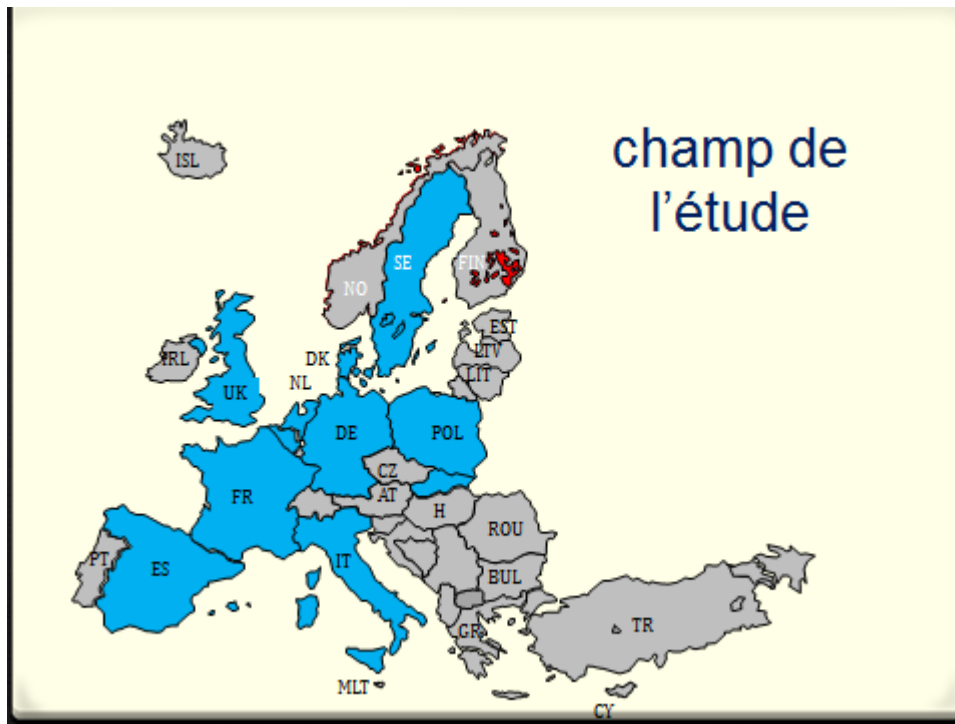 champ de
l'étude
ISL
SE
FIN
NO
EST
LTV
LIT
IRL
DK
NL
UK
DE
POL
CZ
AT
FR
H
ROU
PT
ES
IT
BUL
GR
TR
MLT
CY